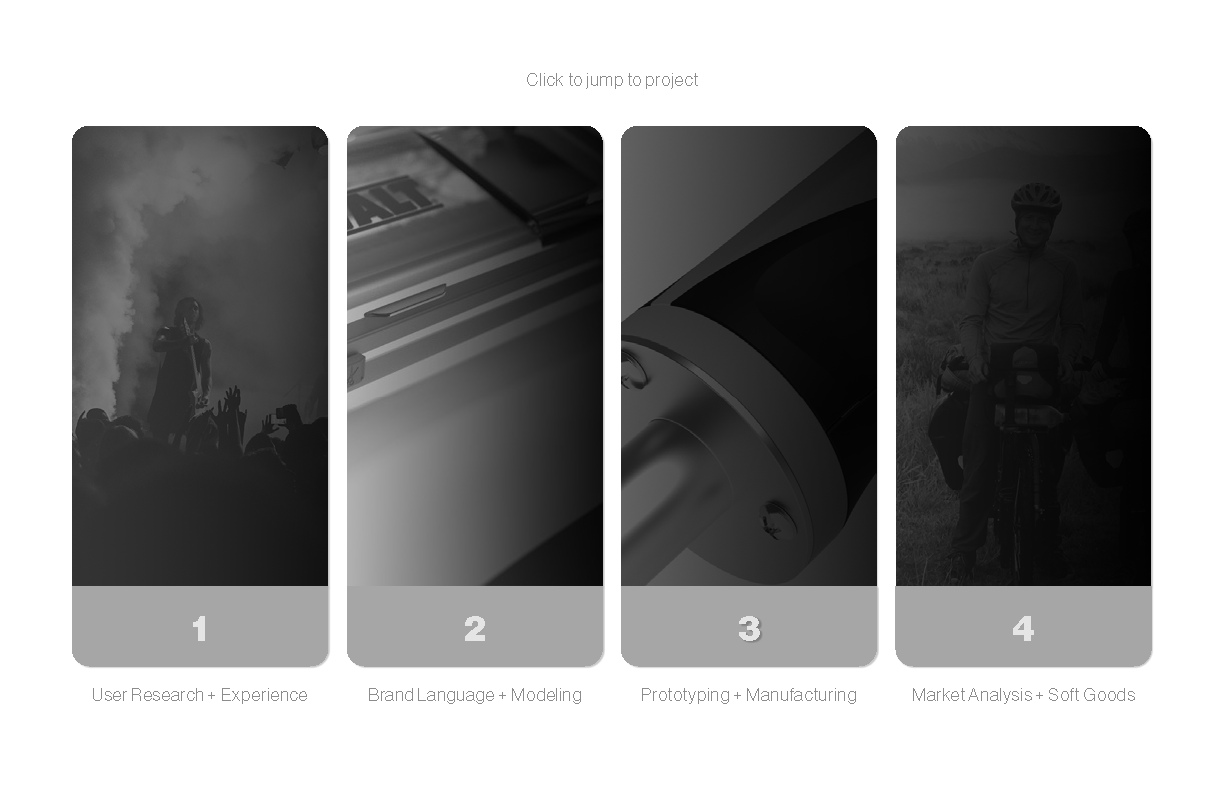 Click to jump to project
ALT
1
2
3
4
User Research + Experience
Brand Language + Modeling
Prototyping + Manufacturing
Market Analysis + Soft Goods